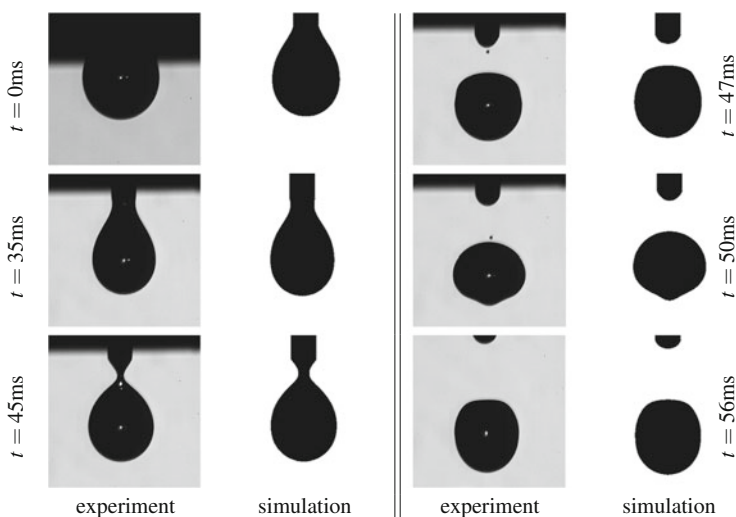 t = 0ms
t = 35ms
t = 45ms
experiment simulation
t = 47ms
t = 50ms
t = 56ms
experiment simulation